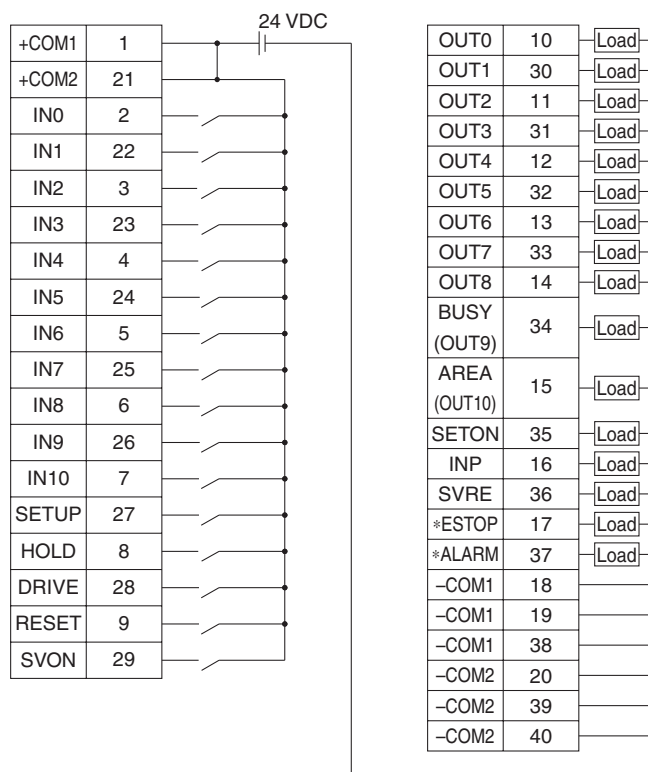 24 VDC
+COM1 1
+COM2 21
IN0 2
IN1 22
IN2 3
IN3 23
IN4 4
IN5 24
IN6 5
IN7 25
IN8 6
IN9 26
IN10 7
SETUP 27
HOLD 8
DRIVE 28
RESET 9
SVON 29
OUT0 10 Load
OUT1 30 Load
OUT2 11 Load
OUT3 31 Load
OUT4 12 Load
OUT5 32 Load
OUT6 13 Load
OUT7 33 Load
OUT8 14 Load
BUSY
(OUT9) 34 Load
AREA
(OUT10) 15 Load
SETON 35 Load
INP 16 Load
SVRE 36 Load
*ESTOP 17 Load
*ALARM 37 Load
–COM1 18
–COM1 19
–COM1 38
–COM2 20
–COM2 39
–COM2 40